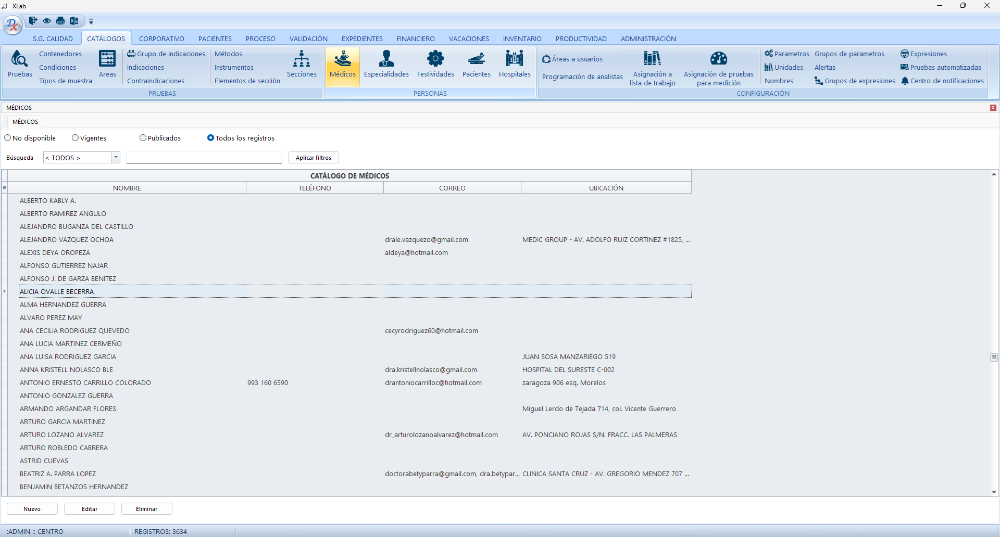 XLab
S.G. CALIDAD CATÁLOGOS CORPORATIVO PACIENTES PROCESO VALIDACIÓN EXPEDIENTES FINANCIERO VACACIONES INVENTARIO PRODUCTIVIDAD ADMINISTRACIÓN
Pruebas
Contenedores
Condiciones
Tipos de muestra
Areas
Grupo de indicaciones
Indicaciones
ContraIndicaciones
Métodos
Instrumentos
Elementos de sección
Secciones
PRUEBAS
Médicos
Especialidades
Festividades
Pacientes
Hospitales
PERSONAS
Áreas a usuarios
Programación de analistas
Asignación a
lista de trabajo
Asignación de pruebas
para medición
Parametros
Unidades
Nombres
Grupos de parametros
Alertas
Grupos de expresiones
Expresiones
Pruebas automatizadas
Centro de notificaciones
CONFIGURACIÓN
MÉDICOS
MÉDICOS
No disponible Vigentes Publicados Todos los registros
Búsqueda < TODOS > Aplicar filtros
CATÁLOGO DE MÉDICOS
NOMBRE TELÉFONO CORREO UBICACIÓN
ALBERTO KABLY A.
ALBERTO RAMIREZ ANGULO
ALEJANDRO BUGANZA DEL CASTILLO
ALEJANDRO VAZQUEZ OCHOA drale.vazquezo@gmail.com MEDIC GROUP - AV. ADOLFO RUIZ CORTINEZ #1825, ...
ALEXIS DEYA OROPEZA aldeya@hotmail.com
ALFONSO GUTIERREZ NAJAR
ALFONSO J. DE GARZA BENITEZ
ALICIA OVALLE BECERRA
ALMA HERNANDEZ GUERRA
ALVARO PEREZ MAY
ANA CECILIA RODRIGUEZ QUEVEDO cecyrodriguez60@hotmail.com
ANA LUCIA MARTINEZ CERMEÑO
ANA LUISA RODRIGUEZ GARCIA JUAN SOSA MANZARIEGO 519
ANNA KRISTELL NOLASCO BLE dra.kristellnolasco@gmail.com HOSPITAL DEL SURESTE C-002
ANTONIO ERNESTO CARRILLO COLORADO 993 160 6590 drantoniocarrilloc@hotmail.com zaragoza 906 esq. Morelos
ANTONIO GONZALEZ GUERRA
ARMANDO ARGANDAR FLORES Miguel Lerdo de Tejada 714, col. Vicente Guerrero
ARTURO GARCIA MARTINEZ
ARTURO LOZANO ALVAREZ dr_arturolozanoalvarez@hotmail.com AV. PONCIANO ROJAS S/N. FRACC. LAS PALMERAS
ARTURO ROBLEDO CABRERA
ASTRID CUEVAS
BEATRIZ A. PARRA LOPEZ doctorabetyparra@gmail.com, dra.betypar... CLINICA SANTA CRUZ - AV. GREGORIO MENDEZ 707 ...
BENJAMIN BETANZOS HERNANDEZ
Nuevo Editar Eliminar
:ADMIN :: CENTRO REGISTROS: 3634